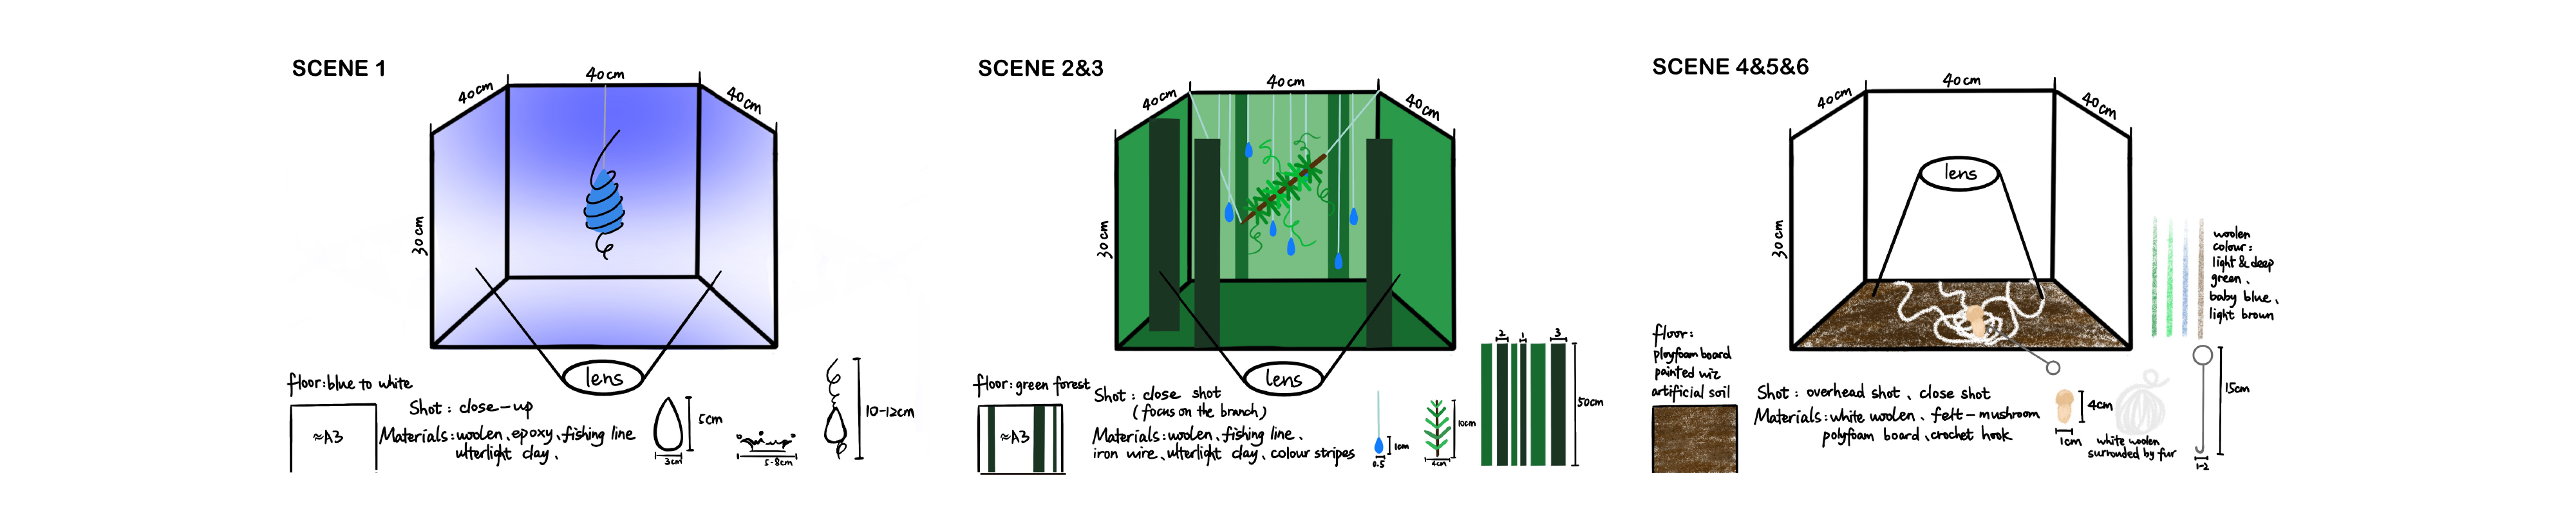 SCENE 1
40cm
40cm
40cm
30cm
lens
floor: blue to white
≈A3
Shot: close-up
Materials: woolen、epoxy、fishing line
ulterlight clay、
5cm
3cm
5-8cm
10-12cm
SCENE 2&3
40cm
40cm
40cm
30cm
lens
floor: green forest
≈A3
Shot: close shot
(focus on the branch)
Materials: woolen、fishing line、
iron wire、ulterlight clay、colour stripes
1cm
0.5
10cm
4cm
2
1
3
50cm
SCENE 4&5&6
40cm
40cm
40cm
30cm
lens
floor:
ployfoam board
painted wiz
artificial soil
Shot: overhead shot、close shot
Materials: white woolen、felt-mushroom
polyfoam board、crochet hook
4cm
1cm
white woolen
surrounded by fur
woolen
colour:
light & deep
green、
baby blue、
light brown
15cm
1-2